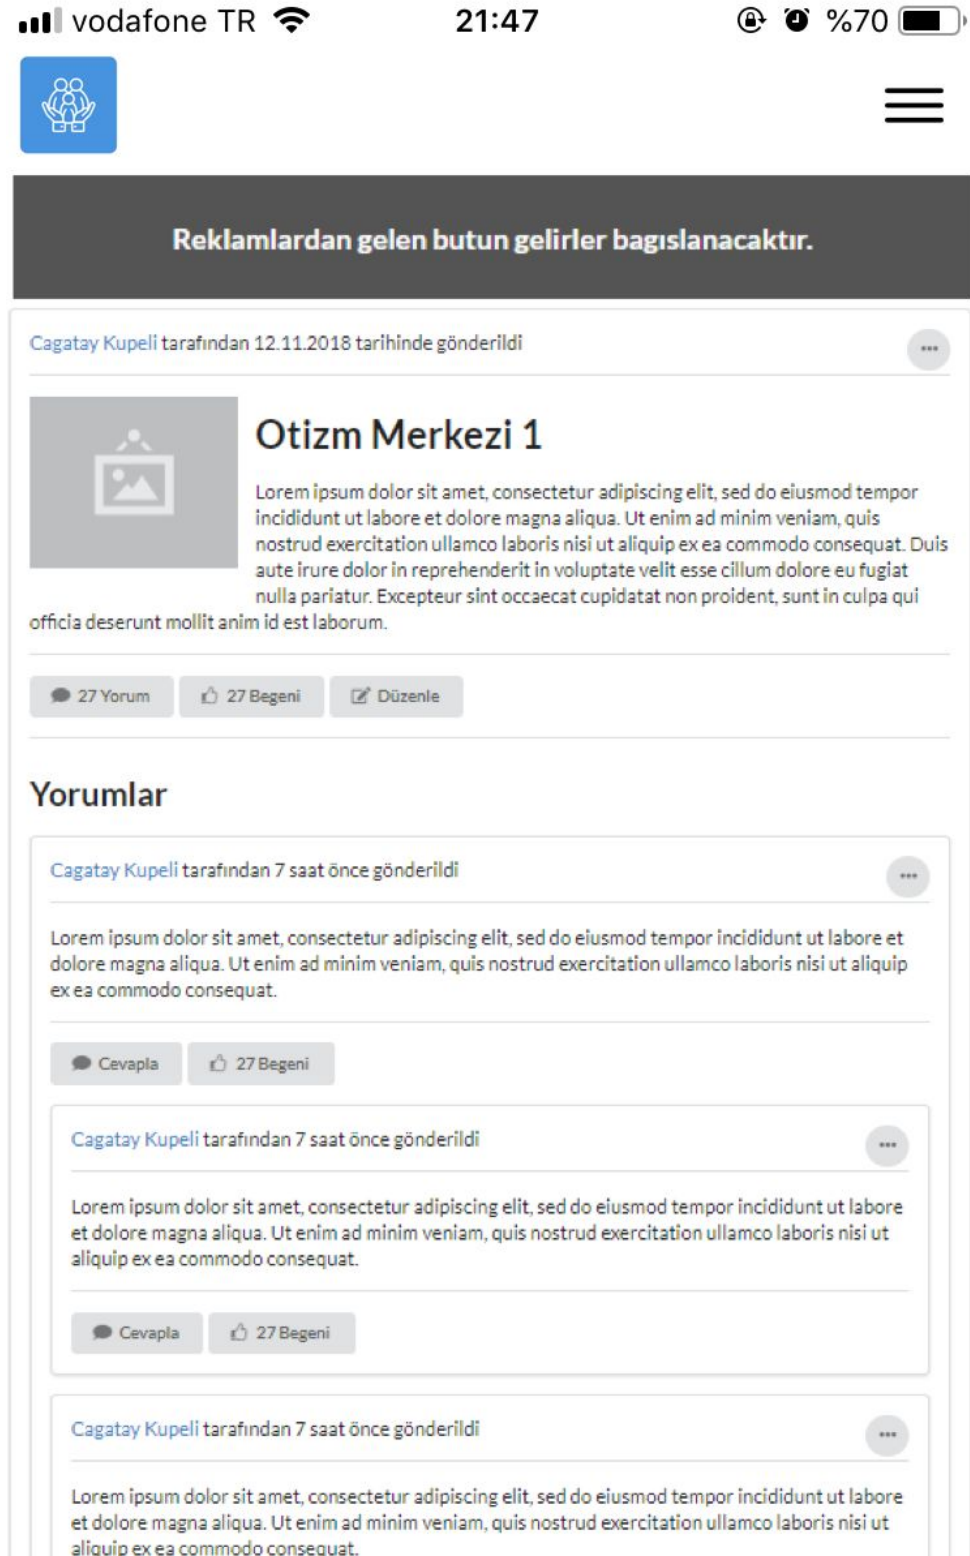 vodafone TR 21:47 %70
Reklamlardan gelen butun gelirler bagıslanacaktır.
Cagatay Kupeli tarafından 12.11.2018 tarihinde gönderildi
Otizm Merkezi 1
Lorem ipsum dolor sit amet, consectetur adipiscing elit, sed do eiusmod tempor
incididunt ut labore et dolore magna aliqua. Ut enim ad minim veniam, quis
nostrud exercitation ullamco laboris nisi ut aliquip ex ea commodo consequat. Duis
aute irure dolor in reprehenderit in voluptate velit esse cillum dolore eu fugiat
nulla pariatur. Excepteur sint occaecat cupidatat non proident, sunt in culpa qui
officia deserunt mollit anim id est laborum.
27 Yorum 27 Begeni Düzenle
Yorumlar
Cagatay Kupeli tarafından 7 saat önce gönderildi
Lorem ipsum dolor sit amet, consectetur adipiscing elit, sed do eiusmod tempor incididunt ut labore et
dolore magna aliqua. Ut enim ad minim veniam, quis nostrud exercitation ullamco laboris nisi ut aliquip
ex ea commodo consequat.
Cevapla 27 Begeni
Cagatay Kupeli tarafından 7 saat önce gönderildi
Lorem ipsum dolor sit amet, consectetur adipiscing elit, sed do eiusmod tempor incididunt ut labore
et dolore magna aliqua. Ut enim ad minim veniam, quis nostrud exercitation ullamco laboris nisi ut
aliquip ex ea commodo consequat.
Cevapla 27 Begeni
Cagatay Kupeli tarafından 7 saat önce gönderildi
Lorem ipsum dolor sit amet, consectetur adipiscing elit, sed do eiusmod tempor incididunt ut labore
et dolore magna aliqua. Ut enim ad minim veniam, quis nostrud exercitation ullamco laboris nisi ut
aliquip ex ea commodo consequat.